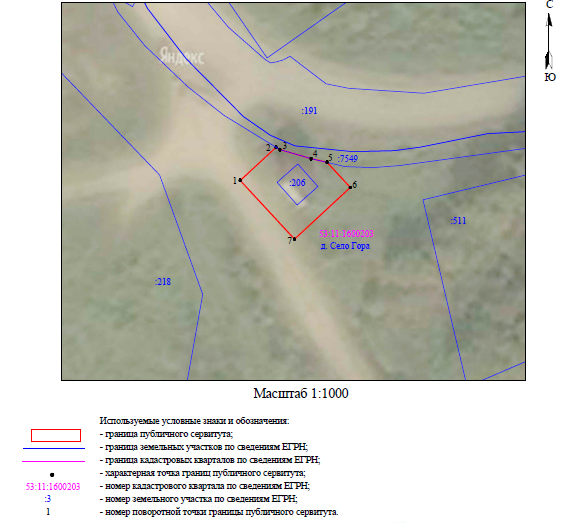 С
Ю
Яндекс
:191
2
3
4
5
:7549
1
:206
6
:511
53:11:1600203
7
д. Село Гора
:218
Масштаб 1:1000
Используемые условные знаки и обозначения:
- граница публичного сервитута;
- граница земельных участков по сведениям ЕГРН;
- граница кадастровых кварталов по сведениям ЕГРН;
- характерная точка границ публичного сервитута;
53:11:1600203 - номер кадастрового квартала по сведениям ЕГРН;
:3 - номер земельного участка по сведениям ЕГРН;
1 - номер поворотной точки границы публичного сервитута.